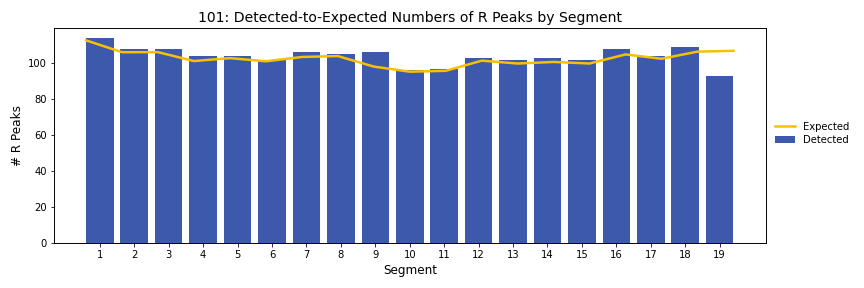 101: Detected-to-Expected Numbers of R Peaks by Segment
# R Peaks
100
80
60
40
20
0
1 2 3 4 5 6 7 8 9 10 11 12 13 14 15 16 17 18 19
Segment
Expected
Detected